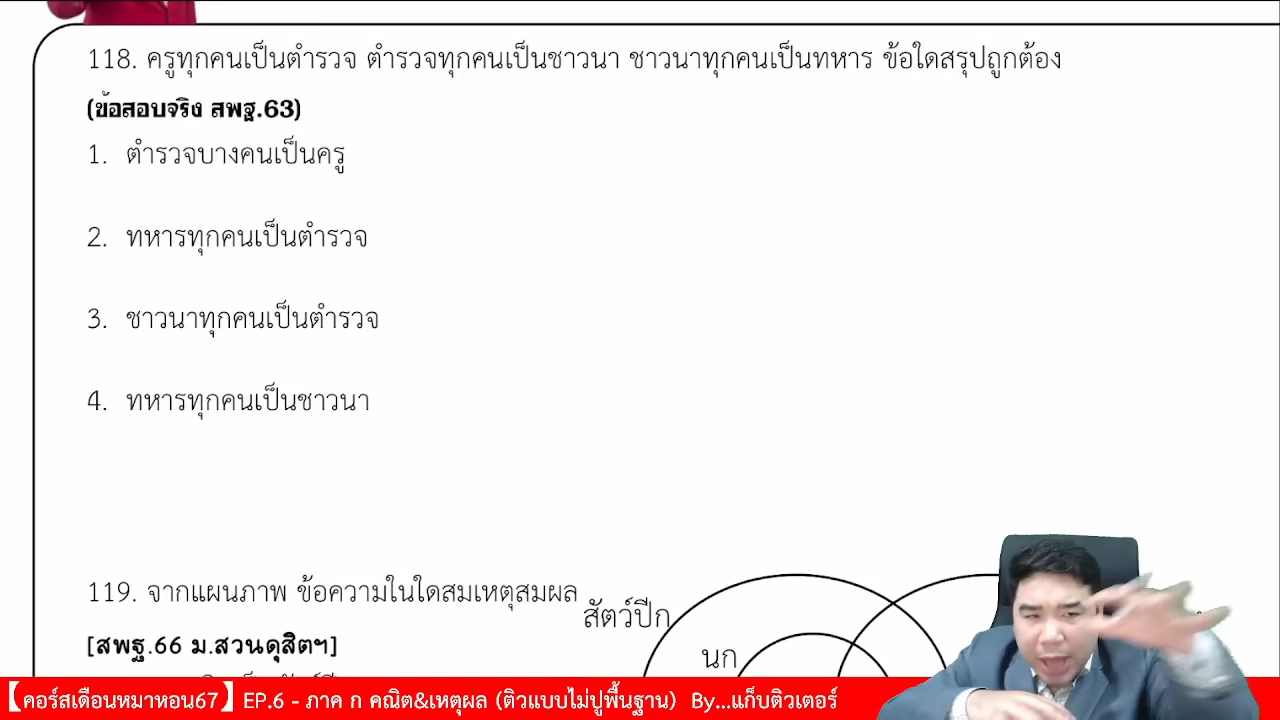 118. ครูทุกคนเป็นตำรวจ ตำรวจทุกคนเป็นชาวนา ชาวนาทุกคนเป็นทหาร ข้อใดสรุปถูกต้อง
(ข้อสอบจริง สพฐ.63)
1. ตำรวจบางคนเป็นครู
2. ทหารทุกคนเป็นตำรวจ
3. ชาวนาทุกคนเป็นตำรวจ
4. ทหารทุกคนเป็นชาวนา
119. จากแผนภาพ ข้อความในใดสมเหตุสมผล
สัตว์ปีก
[สพฐ.66 ม.สวนดุสิตฯ]
นก
【คอร์สเดือนหมาหอน67】 EP.6 - ภาค ก คณิต&เหตุผล (ติวแบบไม่ปูพื้นฐาน) By...แก็บติวเตอร์